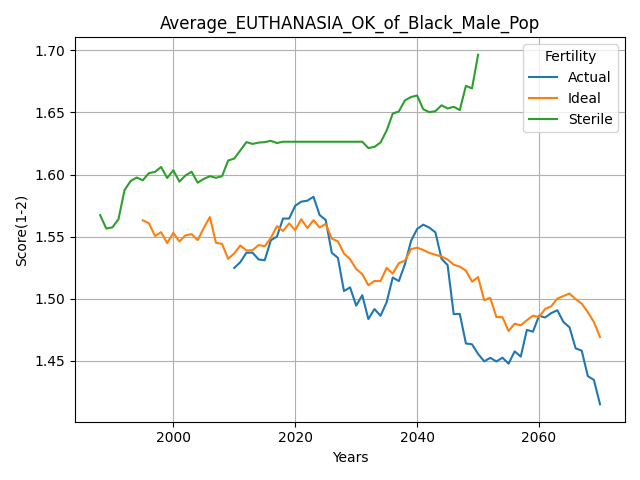 Average_EUTHANASIA_OK_of_Black_Male_Pop
Fertility
Actual
Ideal
Sterile
Score(1-2)
1.70
1.65
1.60
1.55
1.50
1.45
2000
2020
2040
2060
Years